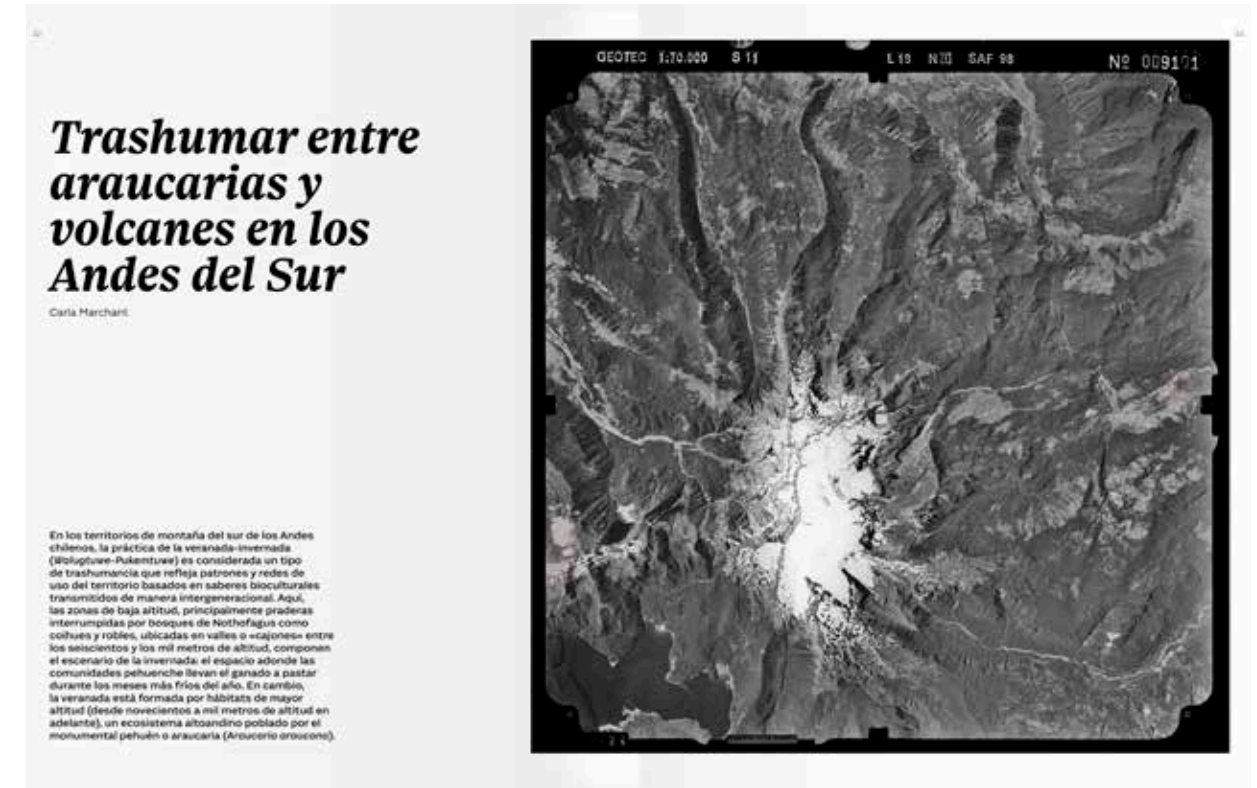 Trashumar entre
araucarias y
volcanes en los
Andes del Sur
Carla Marchant
En los territorios de montaña del sur de los Andes
chilenos, la práctica de la veranada-invernada
(Wolugtuwe-Pukemtuwe) es considerada un tipo
de trashumancia que refleja patrones y redes de
uso del territorio basados en saberes bioculturales
transmitidos de manera intergeneracional. Aquí,
las zonas de baja altitud, principalmente praderas
interrumpidas por bosques de Nothofagus como
coihues y robles, ubicadas en valles o «cajones» entre
los seiscientos y los mil metros de altitud, componen
el escenario de la invernada: el espacio adonde las
comunidades pehuenche llevan el ganado a pastar
durante los meses más fríos del año. En cambio,
la veranada está formada por hábitats de mayor
altitud (desde novecientos a mil metros de altitud en
adelante), un ecosistema altoandino poblado por el
monumental pehuén o araucaria (Araucaria araucana).
GEOTEC 1:70.000 S 11 L 19 SAF 98 Nº 009101